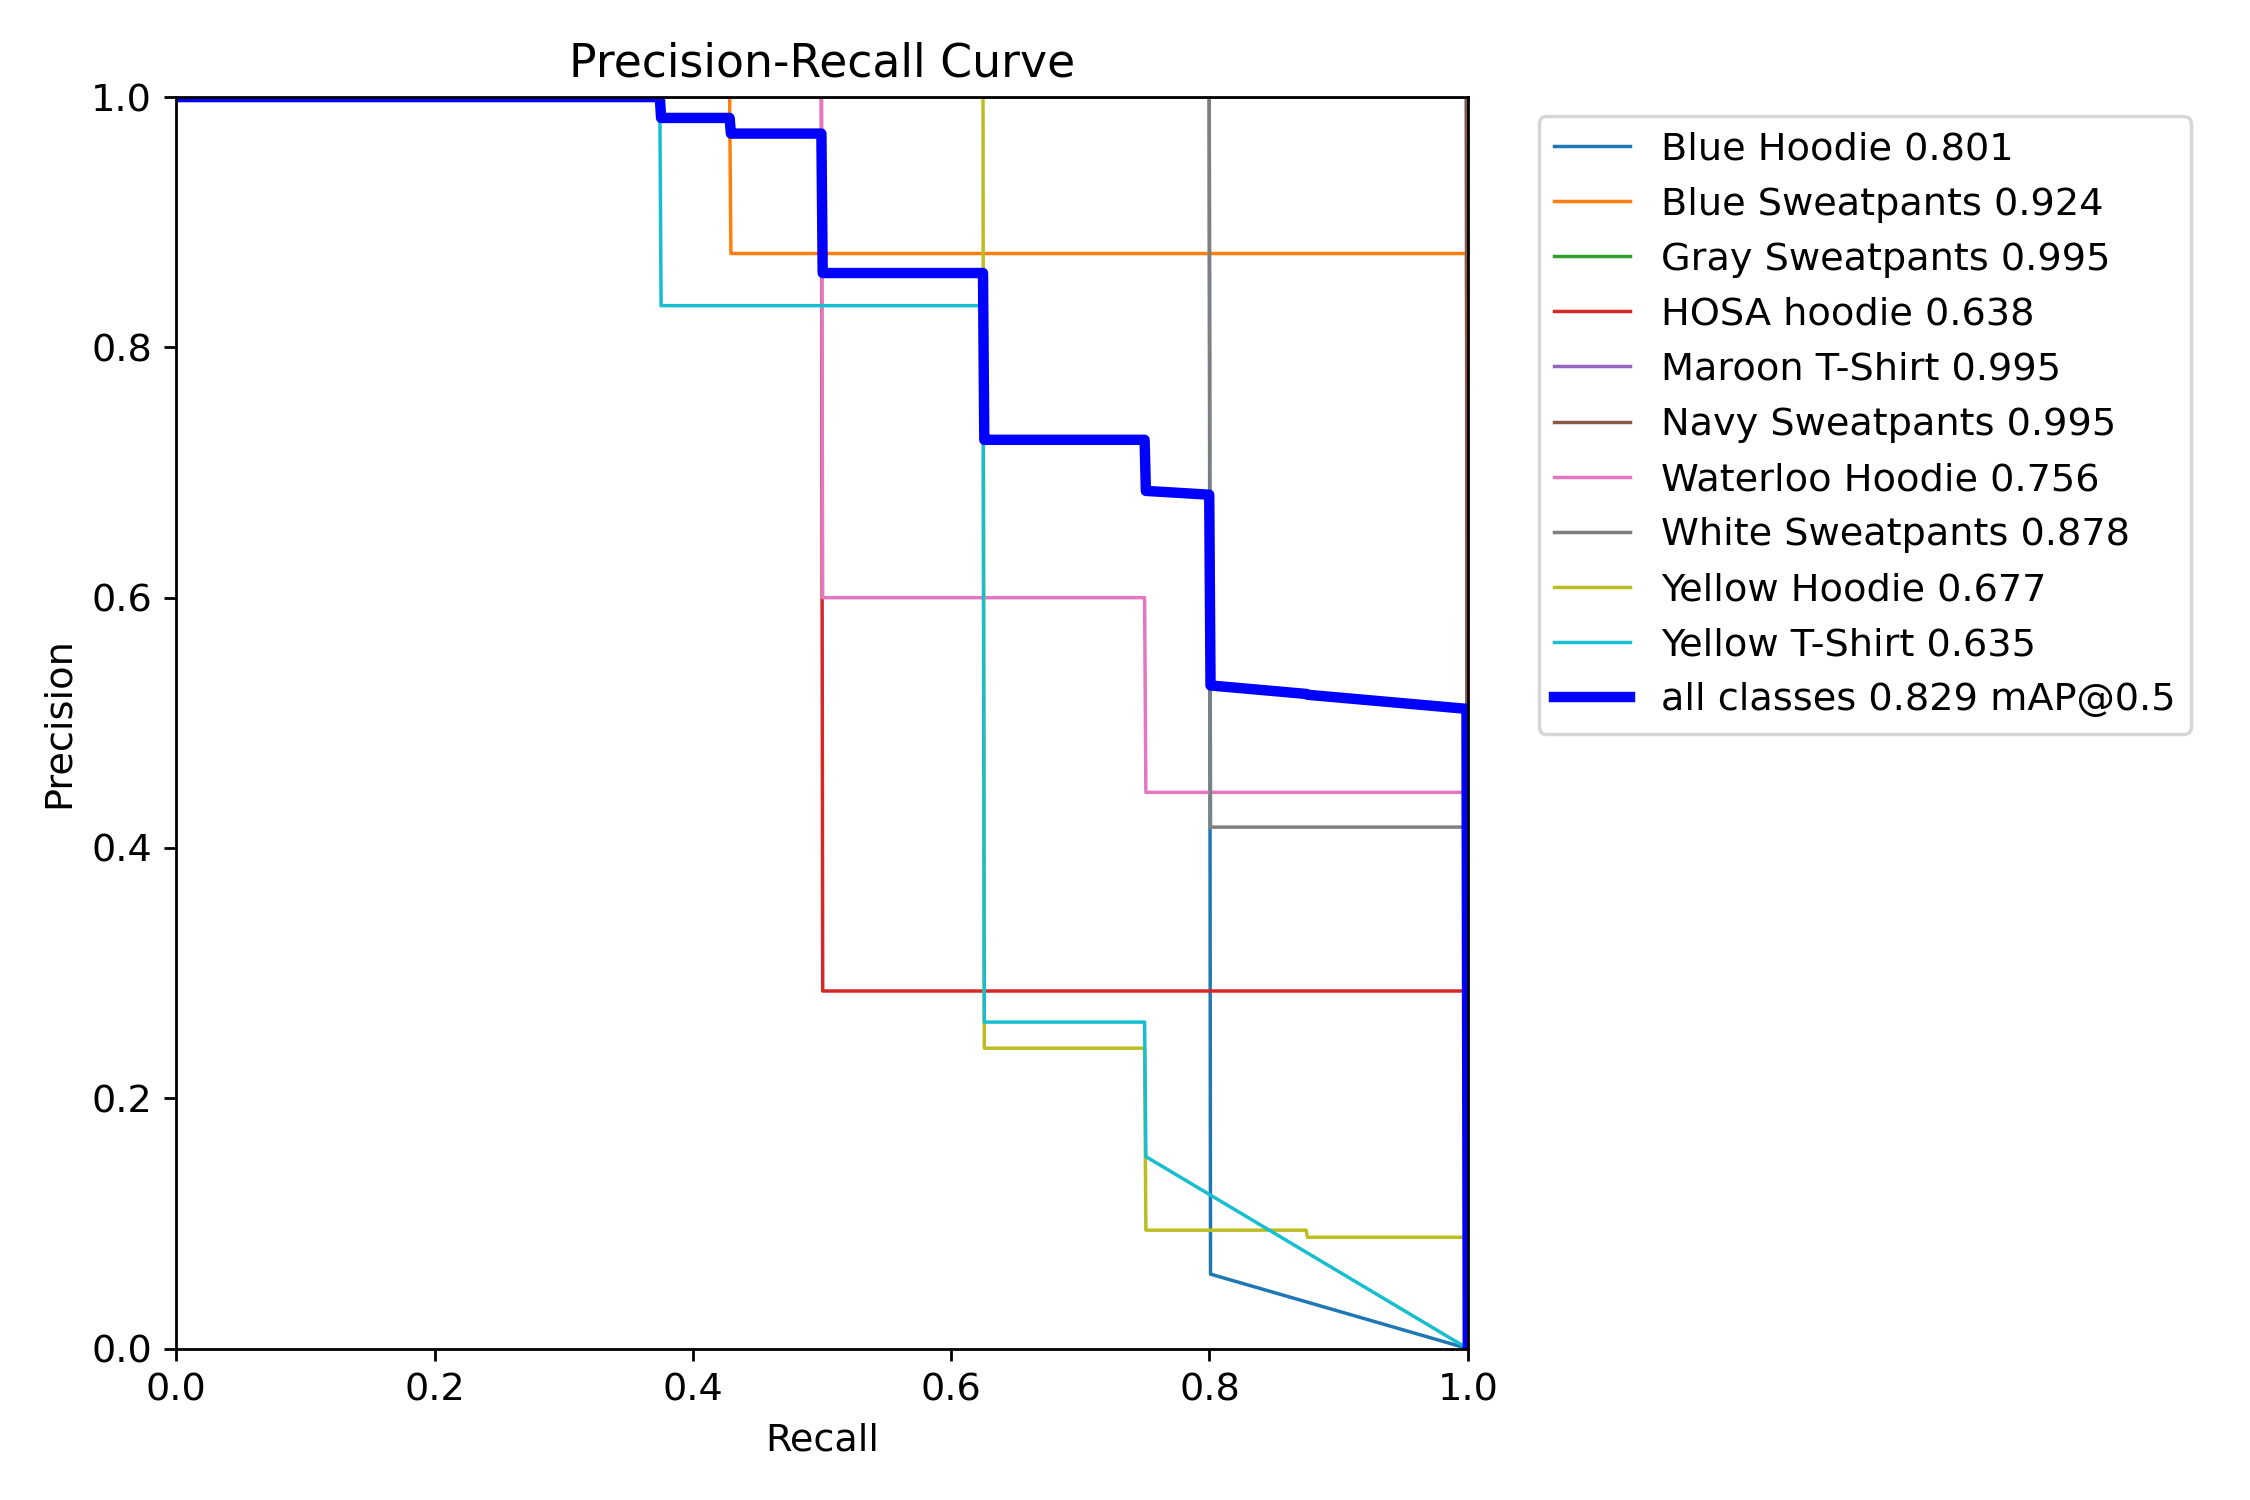 Precision-Recall Curve
1.0
0.8
0.6
0.4
0.2
0.0
Precision
0.0 0.2 0.4 0.6 0.8 1.0
Recall
Blue Hoodie 0.801
Blue Sweatpants 0.924
Gray Sweatpants 0.995
HOSA hoodie 0.638
Maroon T-Shirt 0.995
Navy Sweatpants 0.995
Waterloo Hoodie 0.756
White Sweatpants 0.878
Yellow Hoodie 0.677
Yellow T-Shirt 0.635
all classes 0.829 mAP@0.5